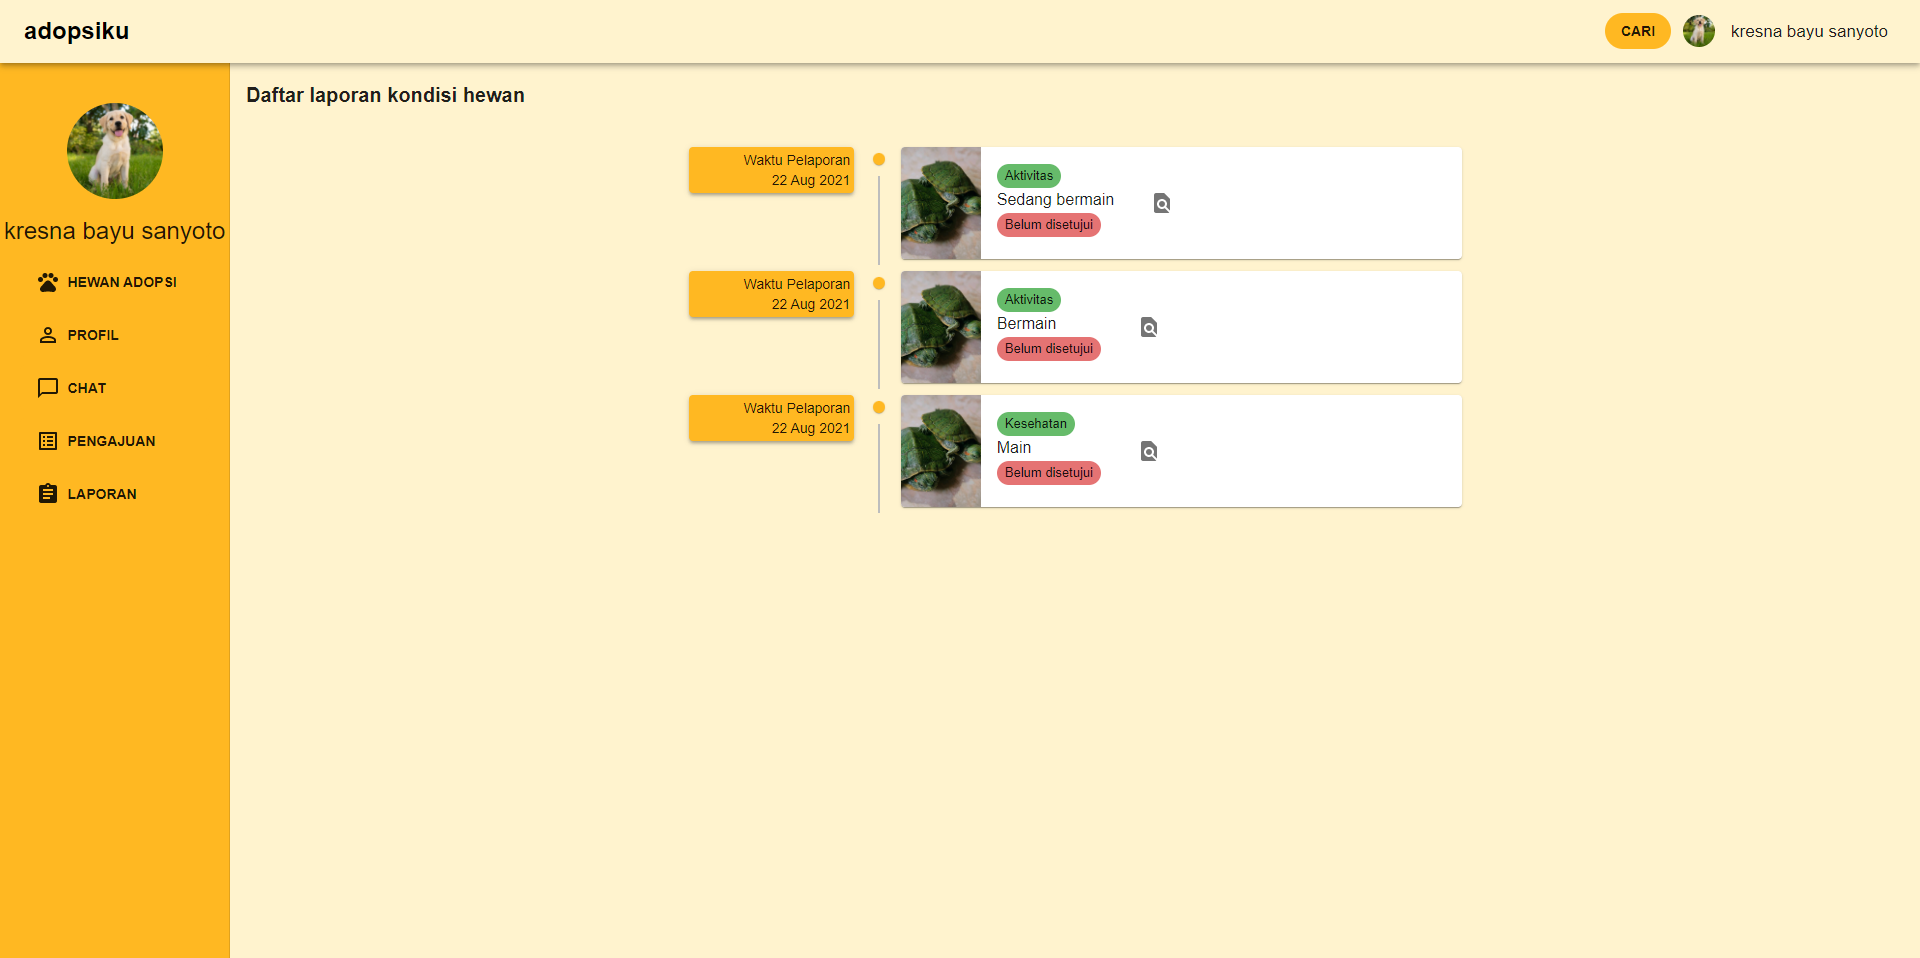 adopsiku
CARI
kresna bayu sanyoto
kresna bayu sanyoto
HEWAN ADOPSI
PROFIL
CHAT
PENGAJUAN
LAPORAN
Daftar laporan kondisi hewan
Waktu Pelaporan
22 Aug 2021
Aktivitas
Sedang bermain
Belum disetujui
Waktu Pelaporan
22 Aug 2021
Aktivitas
Bermain
Belum disetujui
Waktu Pelaporan
22 Aug 2021
Kesehatan
Main
Belum disetujui